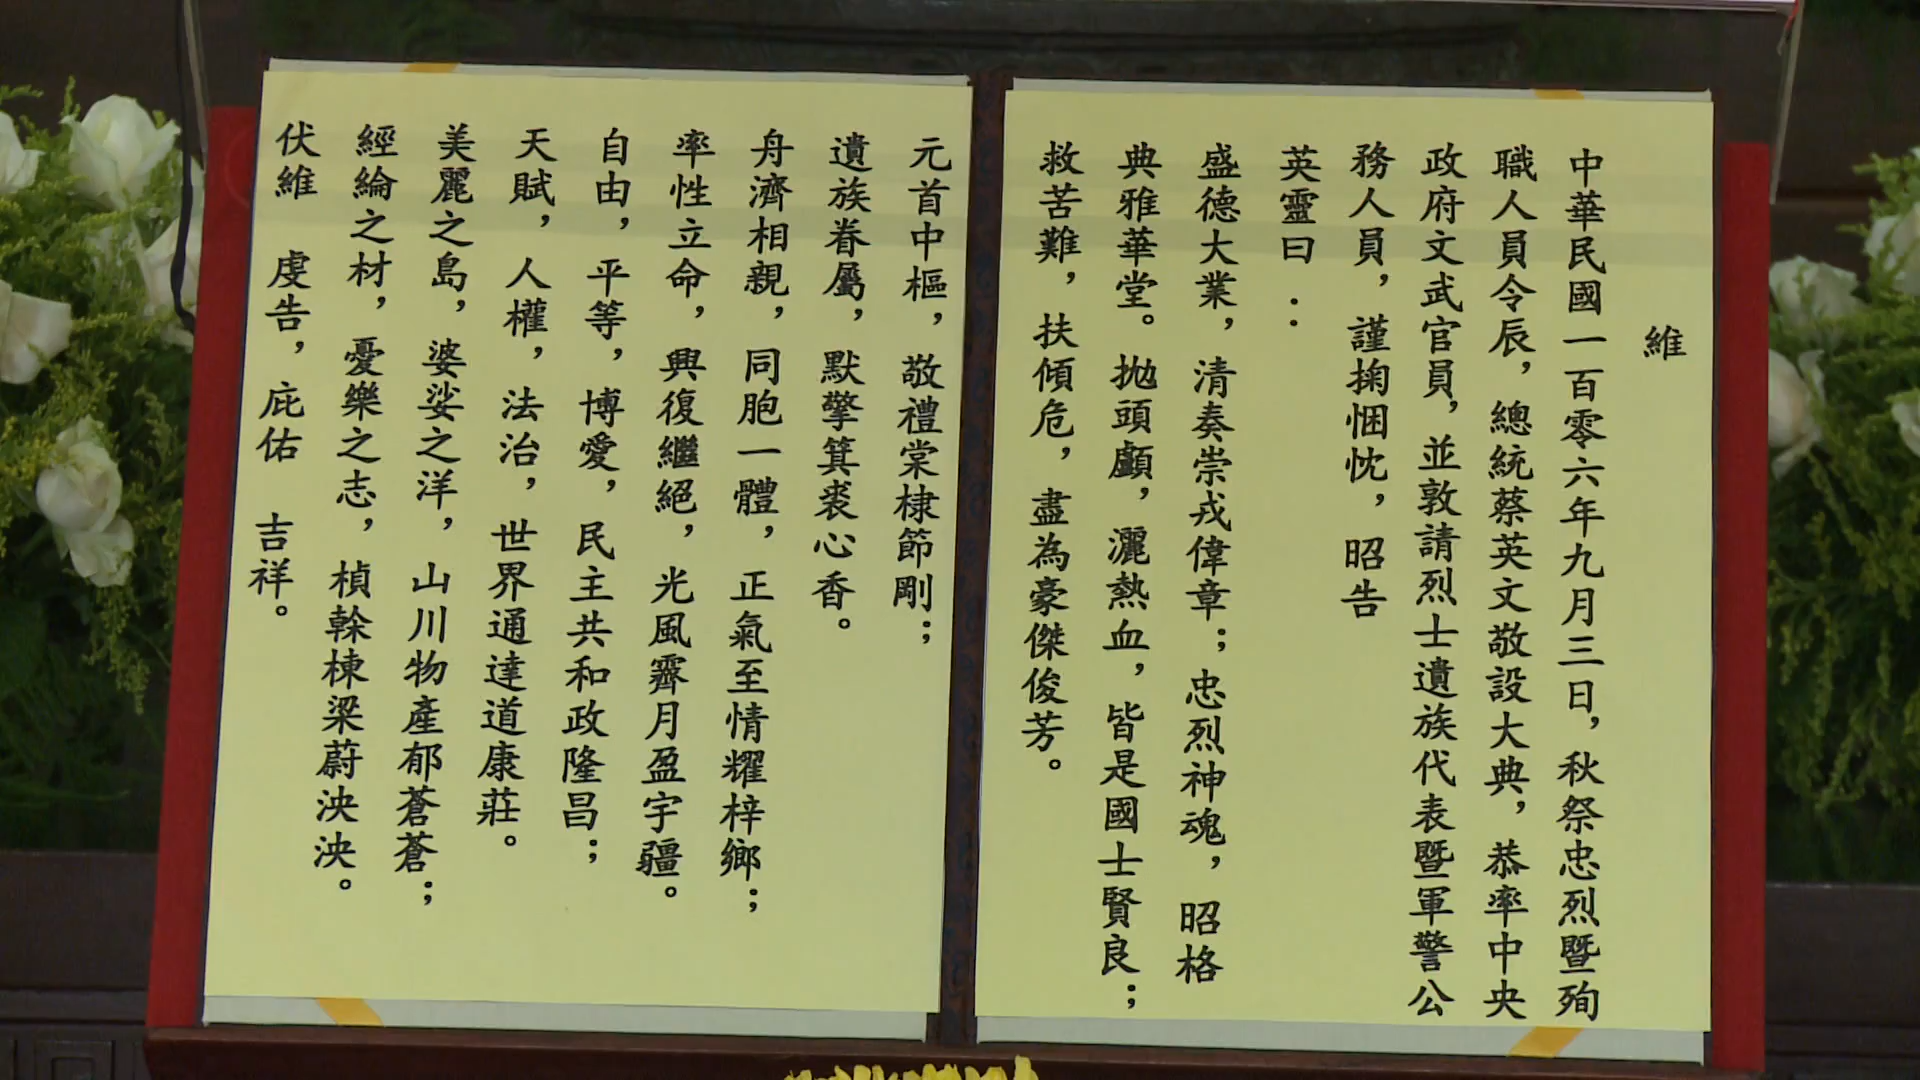 維
中華民國一百零六年九月三日，秋祭忠烈暨殉
職人員令辰，總統蔡英文敬設大典，恭率中央
政府文武官員，並敦請烈士遺族代表暨軍警公
務人員，謹掬悃忱，昭告
英靈曰：
盛德大業，清奏崇戎偉章；忠烈神魂，昭格
典雅華堂。拋頭顱，灑熱血，皆是國士賢良；
救苦難，扶傾危，盡為豪傑俊芳。
元首中樞，敬禮棠棣節剛；
遺族眷屬，默擎箕裘心香。
舟濟相親，同胞一體，正氣至情耀梓鄉；
率性立命，興復繼絕，光風霽月盈宇疆。
自由，平等，博愛，民主共和政隆昌；
天賦，人權，法治，世界通達道康莊。
美麗之島，婆娑之洋，山川物產郁蒼蒼；
經綸之材，憂樂之志，楨榦棟梁蔚泱泱。
伏維　虔告，庇佑　吉祥。